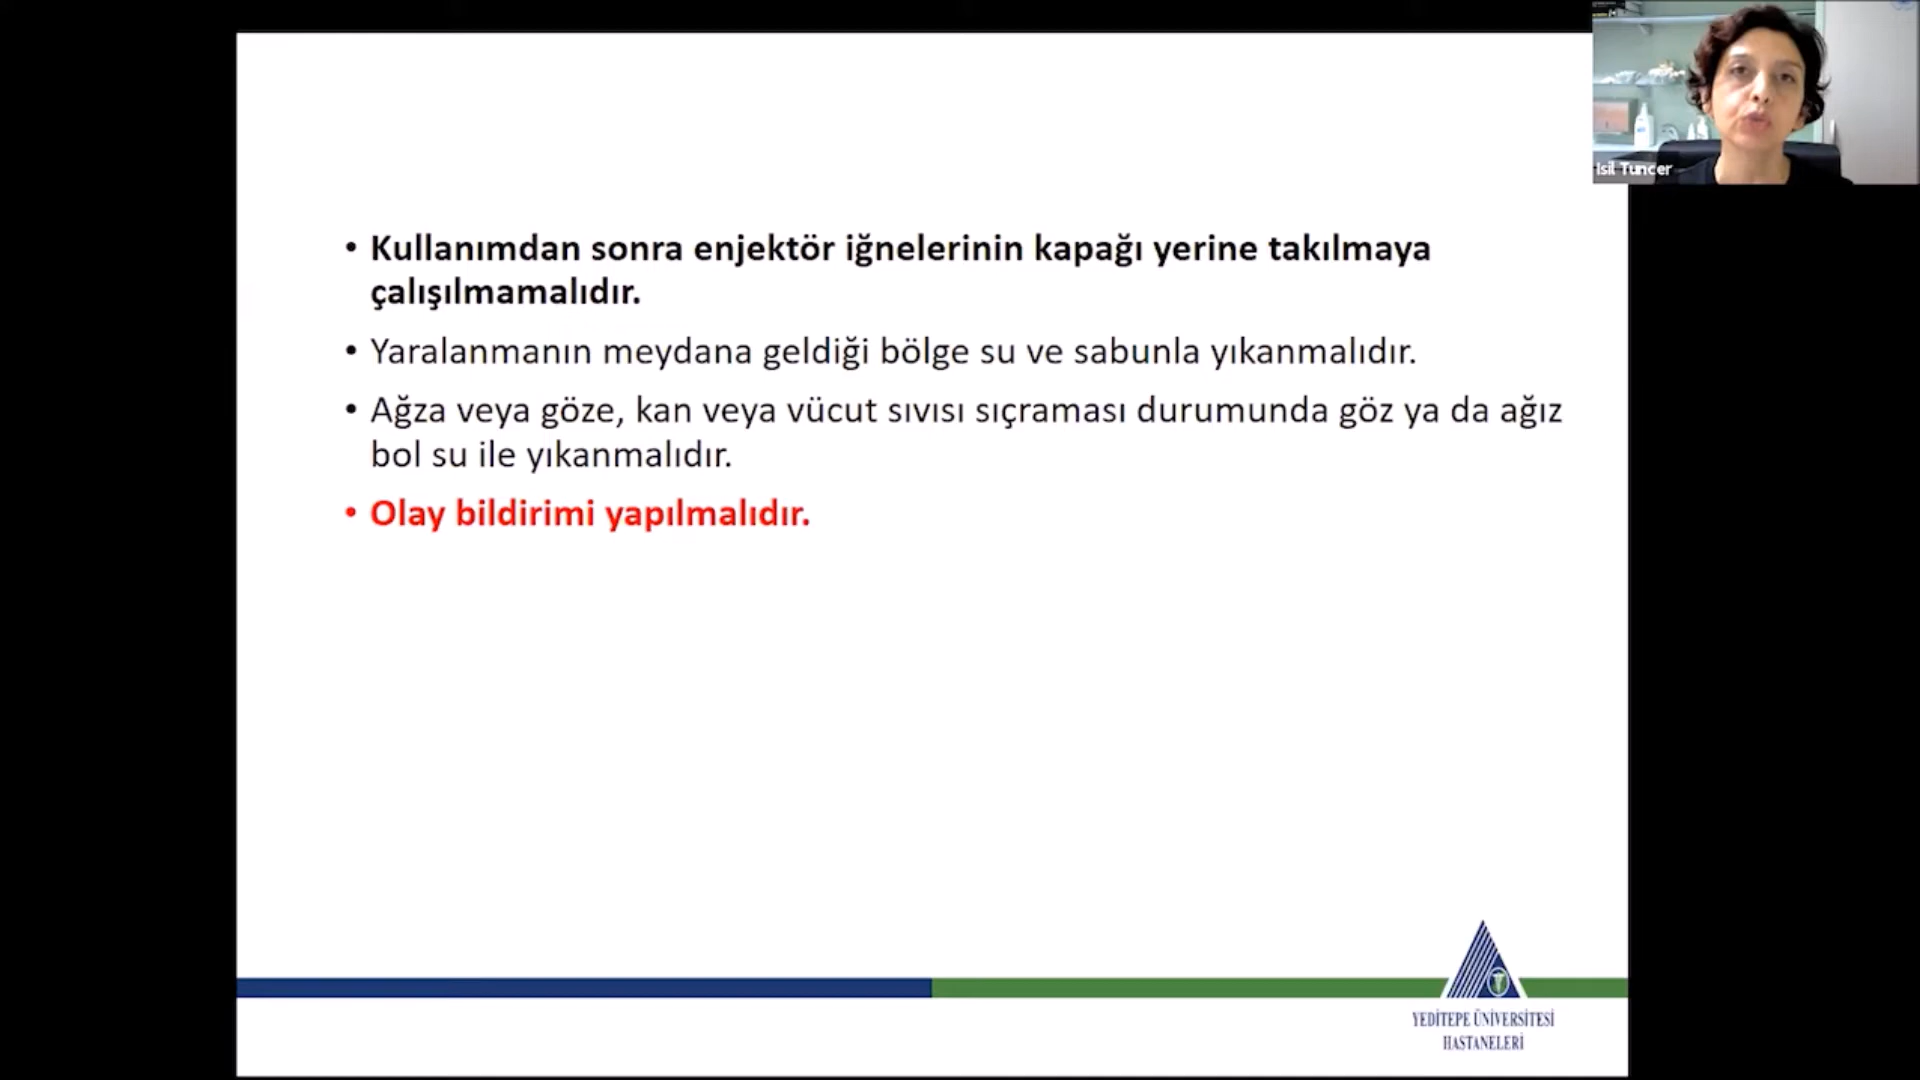 Isil Tuncer
• Kullanımdan sonra enjektör iğnelerinin kapağı yerine takılmaya
çalışılmamalıdır.
• Yaralanmanın meydana geldiği bölge su ve sabunla yıkanmalıdır.
• Ağza veya göze, kan veya vücut sıvısı sıçraması durumunda göz ya da ağız
bol su ile yıkanmalıdır.
• Olay bildirimi yapılmalıdır.
YEDİTEPE ÜNİVERSİTESİ
HASTANELERİ